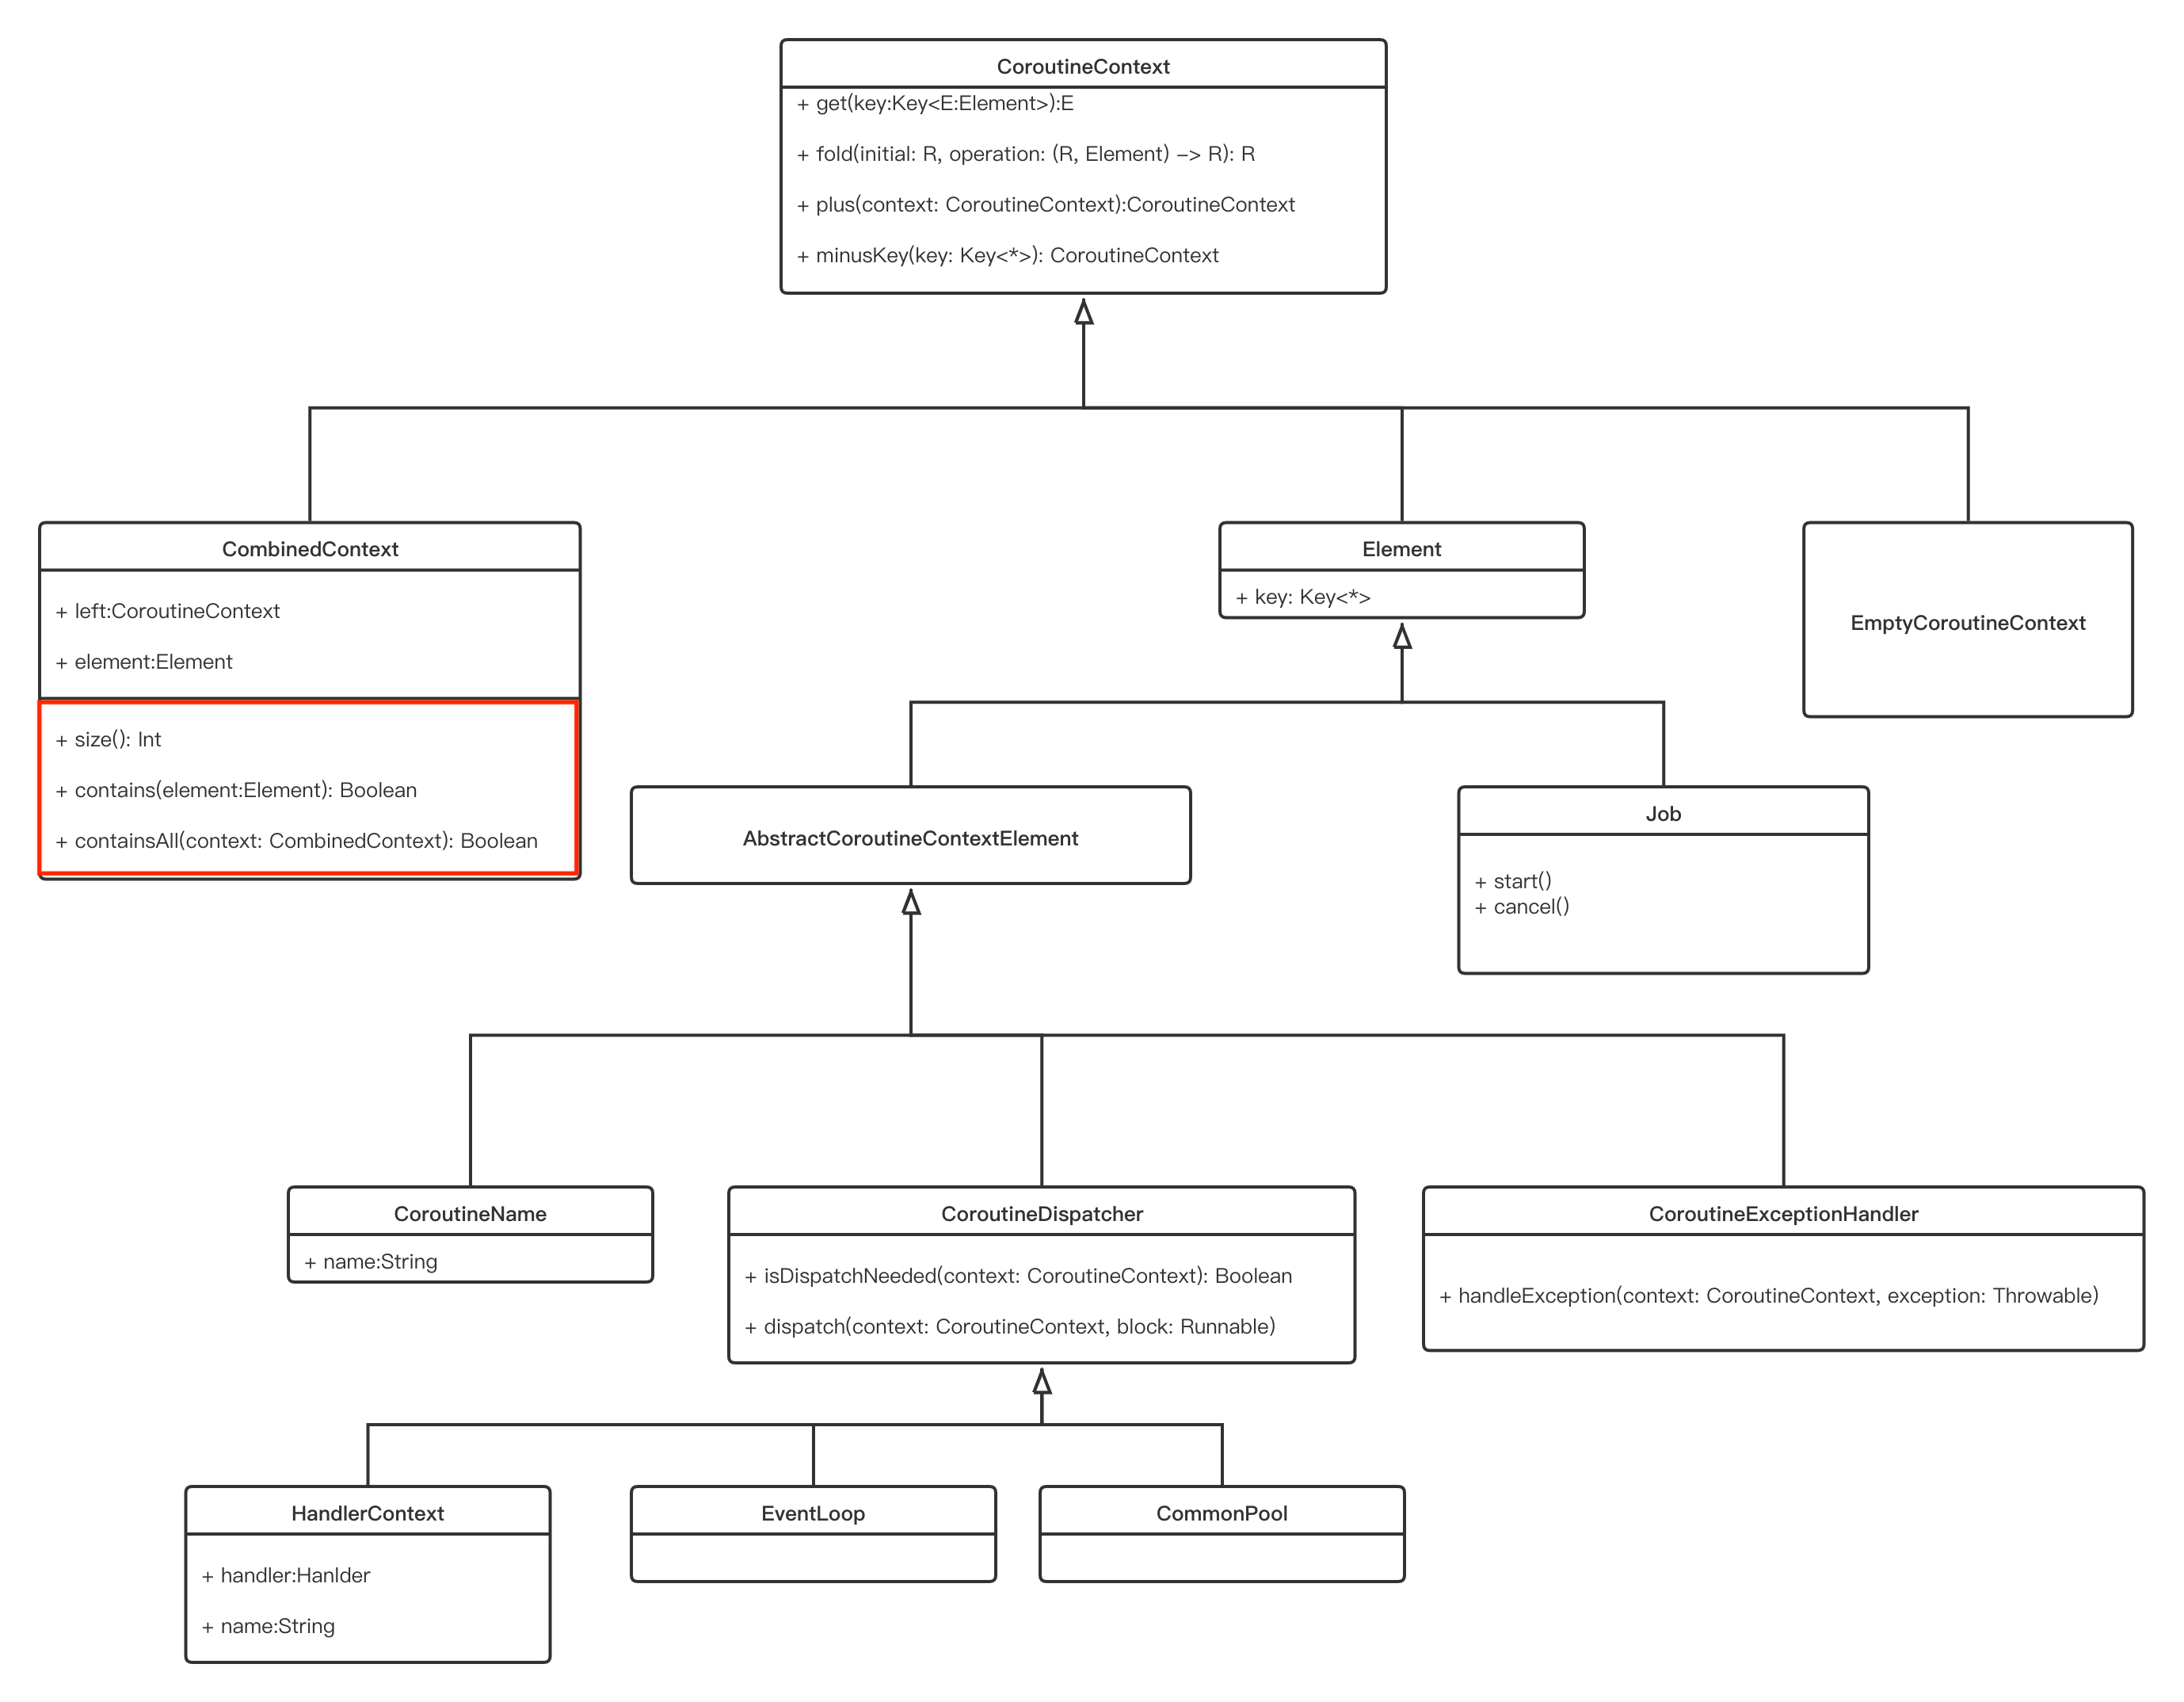 CoroutineContext
+ get(key:Key<E:Element>):E
+ fold(initial: R, operation: (R, Element) –> R): R
+ plus(context: CoroutineContext):CoroutineContext
+ minusKey(key: Key<*>): CoroutineContext
CombinedContext
+ left:CoroutineContext
+ element:Element
+ size(): Int
+ contains(element:Element): Boolean
+ containsAll(context: CombinedContext): Boolean
Element
+ key: Key<*>
EmptyCoroutineContext
AbstractCoroutineContextElement
Job
+ start()
+ cancel()
CoroutineName
+ name:String
CoroutineDispatcher
+ isDispatchNeeded(context: CoroutineContext): Boolean
+ dispatch(context: CoroutineContext, block: Runnable)
CoroutineExceptionHandler
+ handleException(context: CoroutineContext, exception: Throwable)
HandlerContext
+ handler:Hanlder
+ name:String
EventLoop
CommonPool